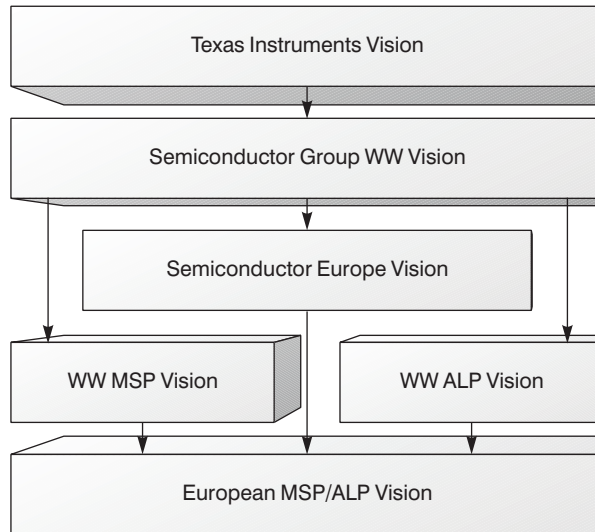 Texas Instruments Vision
Semiconductor Group WW Vision
Semiconductor Europe Vision
WW MSP Vision
WW ALP Vision
European MSP/ALP Vision